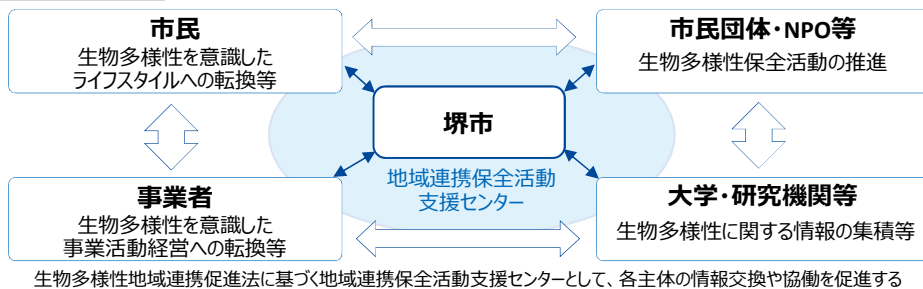 市民
生物多様性を意識した
ライフスタイルへの転換等
市民団体・NPO等
生物多様性保全活動の推進
堺市
地域連携保全活動
支援センター
事業者
生物多様性を意識した
事業活動経営への転換等
大学・研究機関等
生物多様性に関する情報の集積等
生物多様性地域連携促進法に基づく地域連携保全活動支援センターとして、各主体の情報交換や協働を促進する